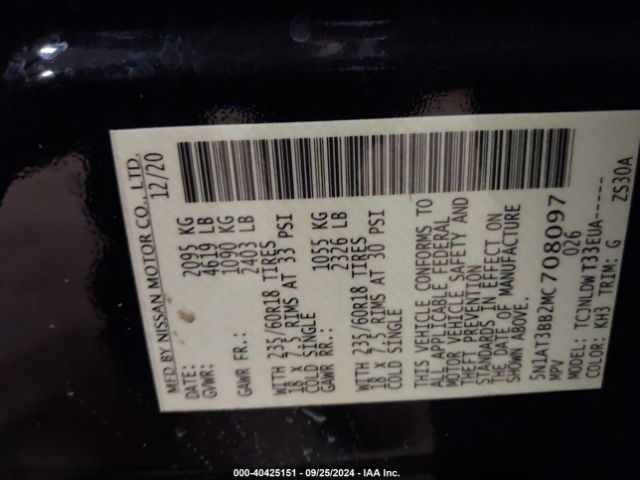 MFD BY NISSAN MOTOR CO., LTD.
DATE: 12/20
GVWR: 2095 KG
4619 LB
GAWR FR.: 1090 KG
2403 LB
WITH 235/60R18 TIRES
18 X 7.5 RIMS AT 33 PSI
COLD SINGLE
GAWR RR.: 1055 KG
2326 LB
WITH 235/60R18 TIRES
18 X 7.5 RIMS AT 30 PSI
COLD SINGLE
THIS VEHICLE CONFORMS TO
ALL APPLICABLE FEDERAL
MOTOR VEHICLE SAFETY AND
THEFT PREVENTION
STANDARDS IN EFFECT ON
THE DATE OF MANUFACTURE
SHOWN ABOVE.
5N1AT3BB2MC708097
MPV 026
MODEL: TCJNLDW T33EUA-----
COLOR: KH3 TRIM: G ZS30A
000-40425151 - 09/25/2024 - IAA Inc.